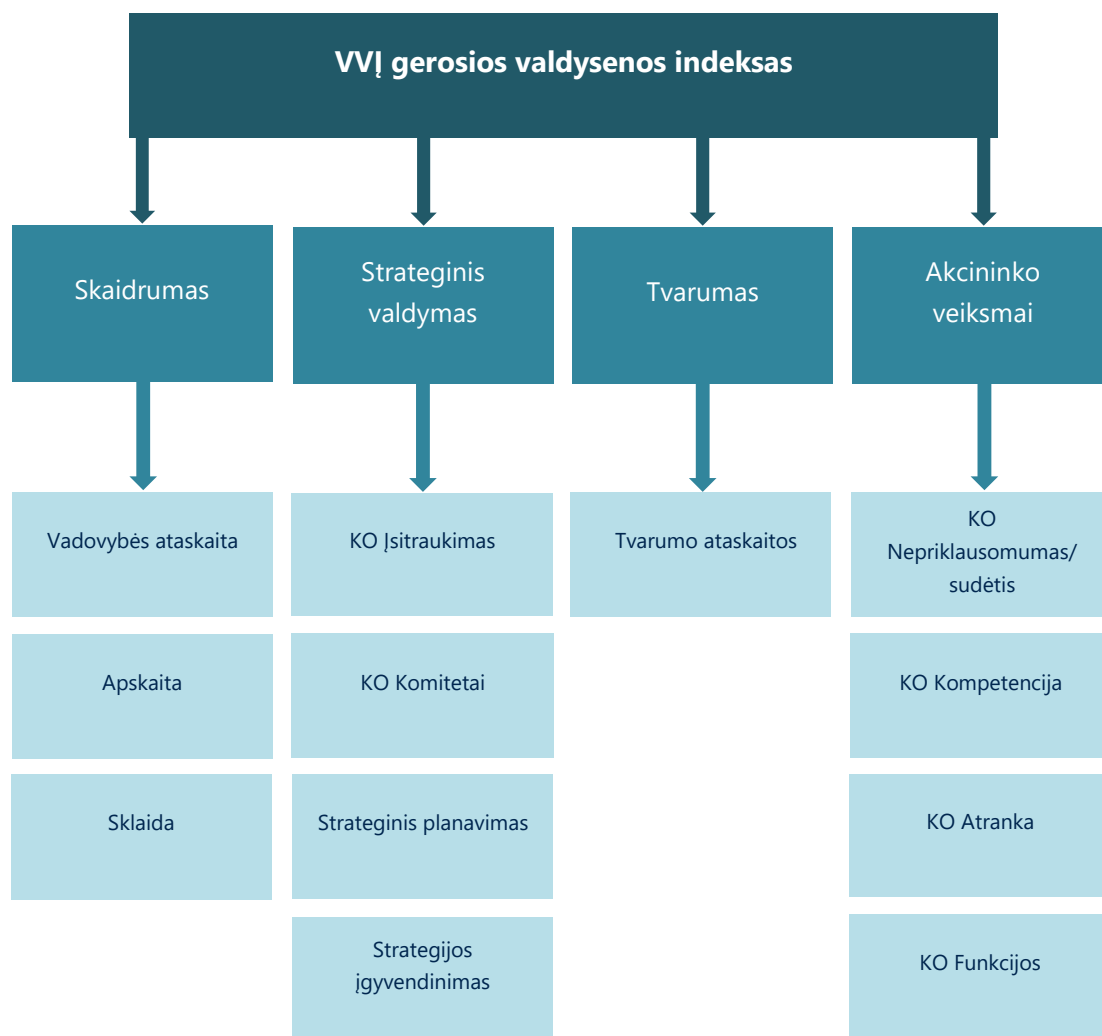 VVĮ gerosios valdysenos indeksas
Skaidrumas
Strateginis
valdymas
Tvarumas
Akcininko
veiksmai
Vadovybės ataskaita
KO Įsitraukimas
Tvarumo ataskaitos
KO
Nepriklausomumas/
sudėtis
Apskaita
KO Komitetai
KO Kompetencija
Sklaida
Strateginis planavimas
KO Atranka
Strategijos
įgyvendinimas
KO Funkcijos